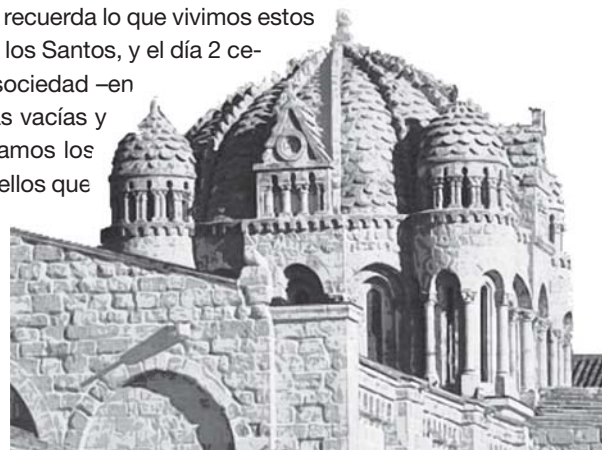 recuerda lo que vivimos estos
los Santos, y el día 2 ce-
sociedad –en
s vacías y
amos los
ellos que